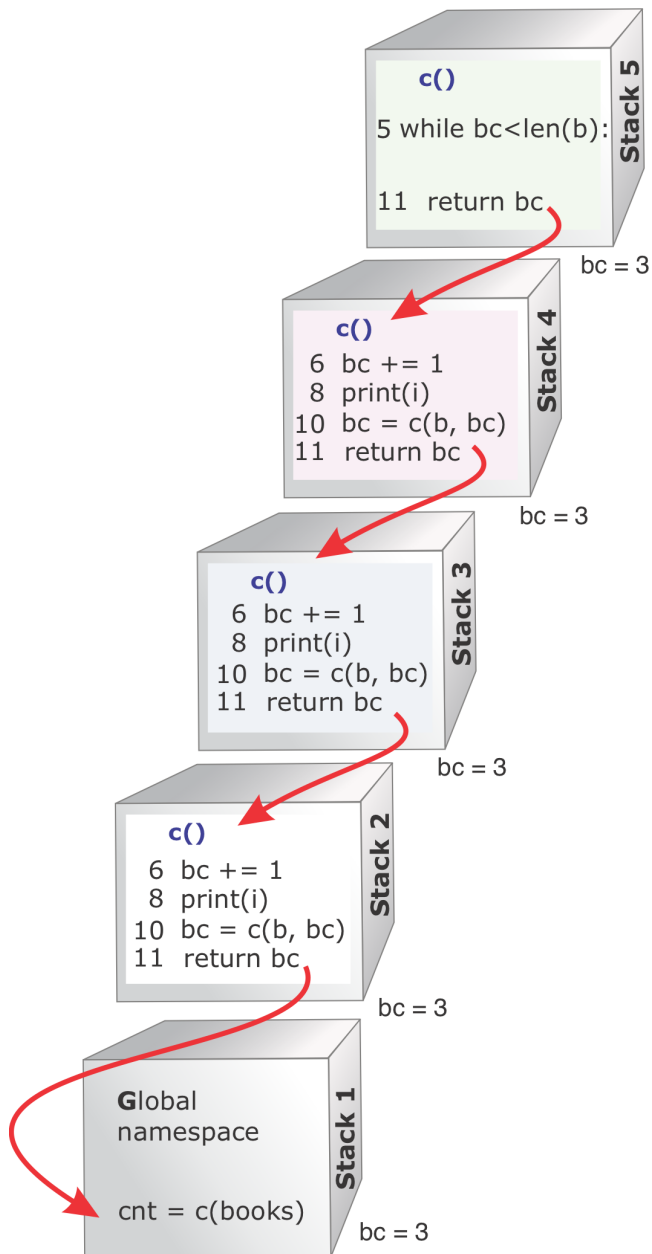 c()
5 while bc<len(b):
11 return bc
Stack 5
bc = 3
c()
6 bc += 1
8 print(i)
10 bc = c(b, bc)
11 return bc
Stack 4
bc = 3
c()
6 bc += 1
8 print(i)
10 bc = c(b, bc)
11 return bc
Stack 3
bc = 3
c()
6 bc += 1
8 print(i)
10 bc = c(b, bc)
11 return bc
Stack 2
bc = 3
Global
namespace
cnt = c(books)
Stack 1
bc = 3